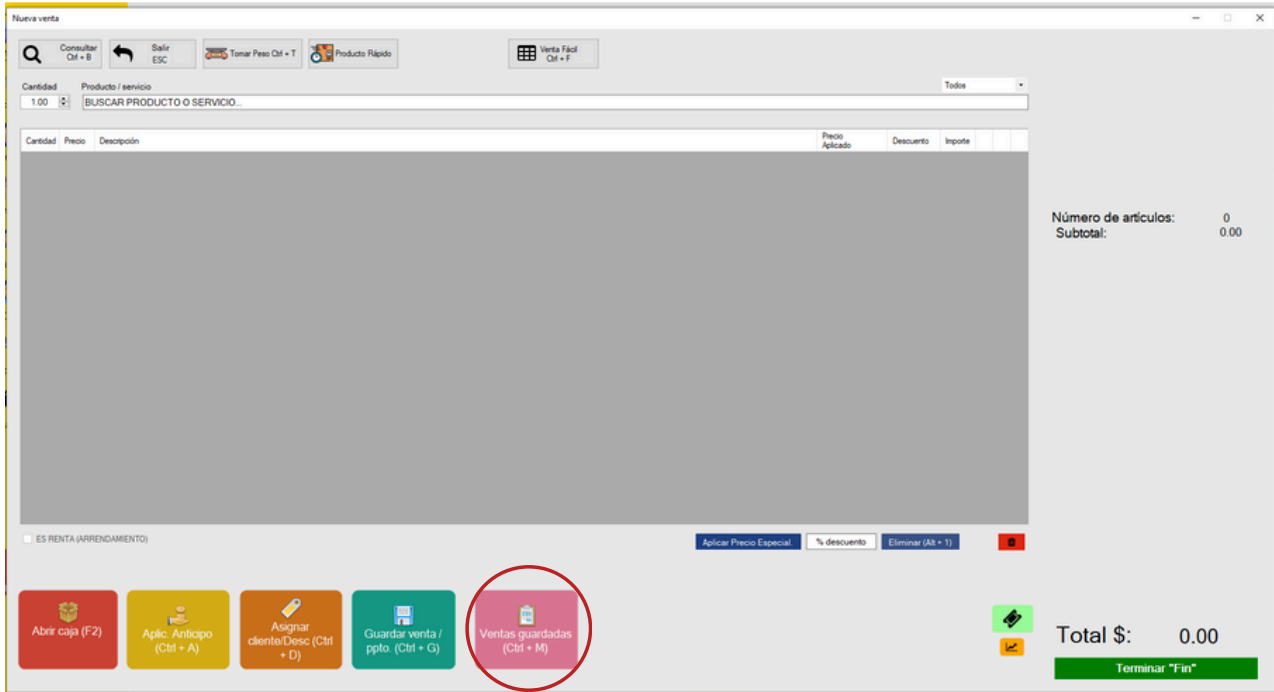 Nueva venta
Consultar
Ctrl + B
Salir
ESC
Tomar Peso Ctrl + T
Producto Rápido
Venta Fácil
Ctrl + F
Cantidad
Producto / servicio
Todos
1.00
BUSCAR PRODUCTO O SERVICIO...
Cantidad Precio Descripción
Precio
Aplicado
Descuento Importe
Número de artículos: 0
Subtotal: 0.00
ES RENTA (ARRENDAMIENTO)
Aplicar Precio Especial.
% descuento
Eliminar (Alt + 1)
Abrir caja (F2)
Aplic. Anticipo
(Ctrl + A)
Asignar
cliente/Desc (Ctrl
+ D)
Guardar venta /
ppto. (Ctrl + G)
Ventas guardadas
(Ctrl + M)
Total $: 0.00
Terminar "Fin"